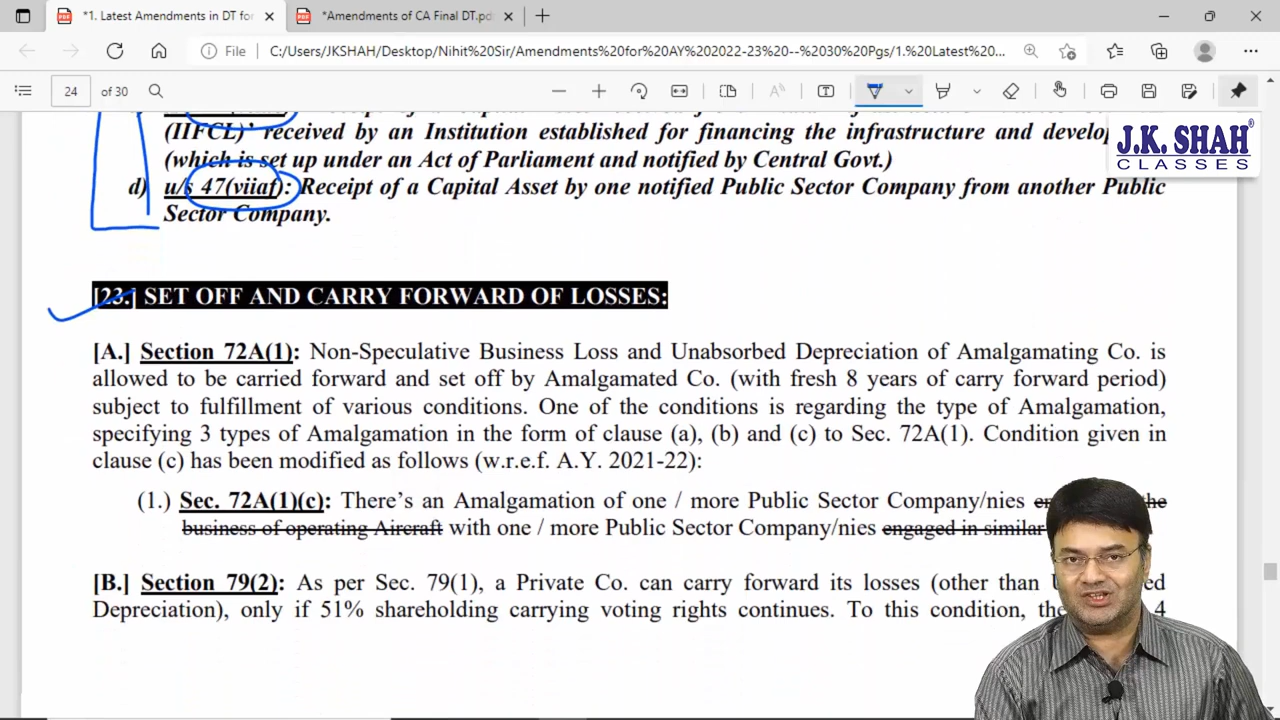 *1. Latest Amendments in DT for
*Amendments of CA Final DT.pd
File
C:/Users/JKSHAH/Desktop/Nihit%20Sir/Amendments%20for%20AY%202022-23%20--%2030%20Pgs/1.%20Latest%20...
24 of 30
J.K. SHAH®
CLASSES
(IIFCL) received by an Institution established for financing the infrastructure and
(which is set up under an Act of Parliament and notified by Central Govt.)
d) u/s 47(viiaf): Receipt of a Capital Asset by one notified Public Sector Company from another Public
Sector Company.
[23.] SET OFF AND CARRY FORWARD OF LOSSES:
[A.] Section 72A(1): Non-Speculative Business Loss and Unabsorbed Depreciation of Amalgamating Co. is
allowed to be carried forward and set off by Amalgamated Co. (with fresh 8 years of carry forward period)
subject to fulfillment of various conditions. One of the conditions is regarding the type of Amalgamation,
specifying 3 types of Amalgamation in the form of clause (a), (b) and (c) to Sec. 72A(1). Condition given in
clause (c) has been modified as follows (w.r.e.f. A.Y. 2021-22):
(1.) Sec. 72A(1)(c): There's an Amalgamation of one / more Public Sector Company/nies
business of operating Aircraft with one / more Public Sector Company/nies engaged in similar
[B.] Section 79(2): As per Sec. 79(1), a Private Co. can carry forward its losses (other than
Depreciation), only if 51% shareholding carrying voting rights continues. To this condition, 4